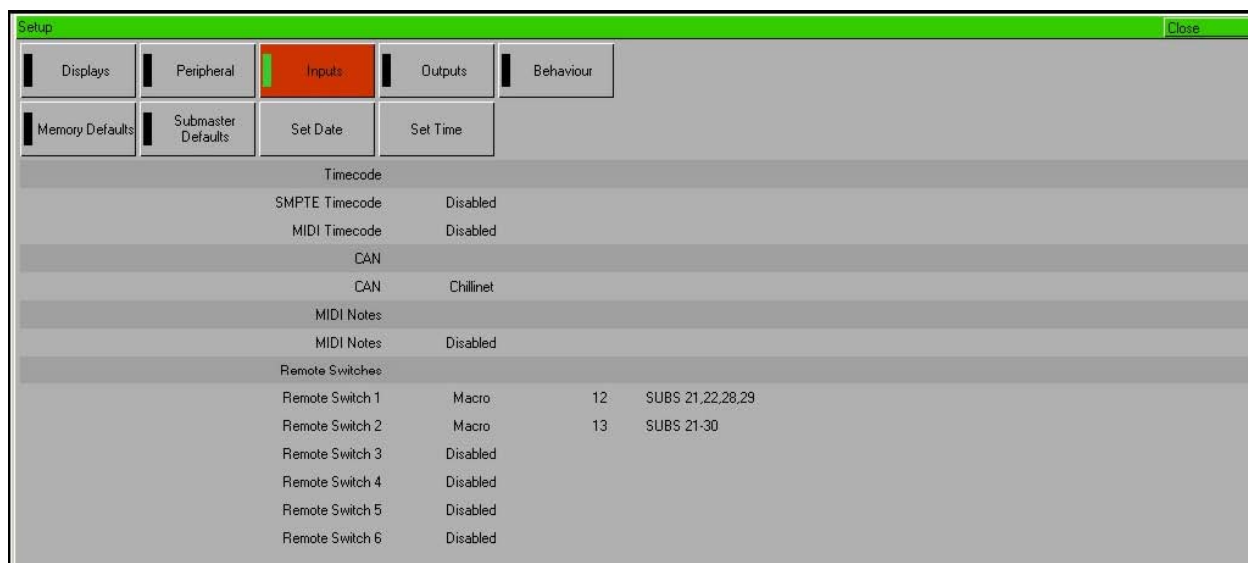 Setup Close
Displays Peripheral Inputs Outputs Behaviour
Memory Defaults Submaster Defaults Set Date Set Time
Timecode
SMPTE Timecode Disabled
MIDI Timecode Disabled
CAN
CAN Chillinet
MIDI Notes
MIDI Notes Disabled
Remote Switches
Remote Switch 1 Macro 12 SUBS 21,22,28,29
Remote Switch 2 Macro 13 SUBS 21-30
Remote Switch 3 Disabled
Remote Switch 4 Disabled
Remote Switch 5 Disabled
Remote Switch 6 Disabled